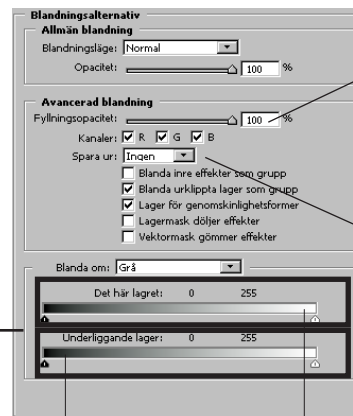 Blandningsalternativ
Allmän blandning
Blandningsläge: Normal
Opacitet: 100 %
Avancerad blandning
Fyllningsopacitet: 100 %
Kanaler: R G B
Spara ur: Ingen
Blanda inre effekter som grupp
Blanda urklippta lager som grupp
Lager för genomskinlighetsformer
Lagermask döljer effekter
Vektormask gömmer effekter
Blanda om: Grå
Det här lagret: 0 255
Underliggande lager: 0 255